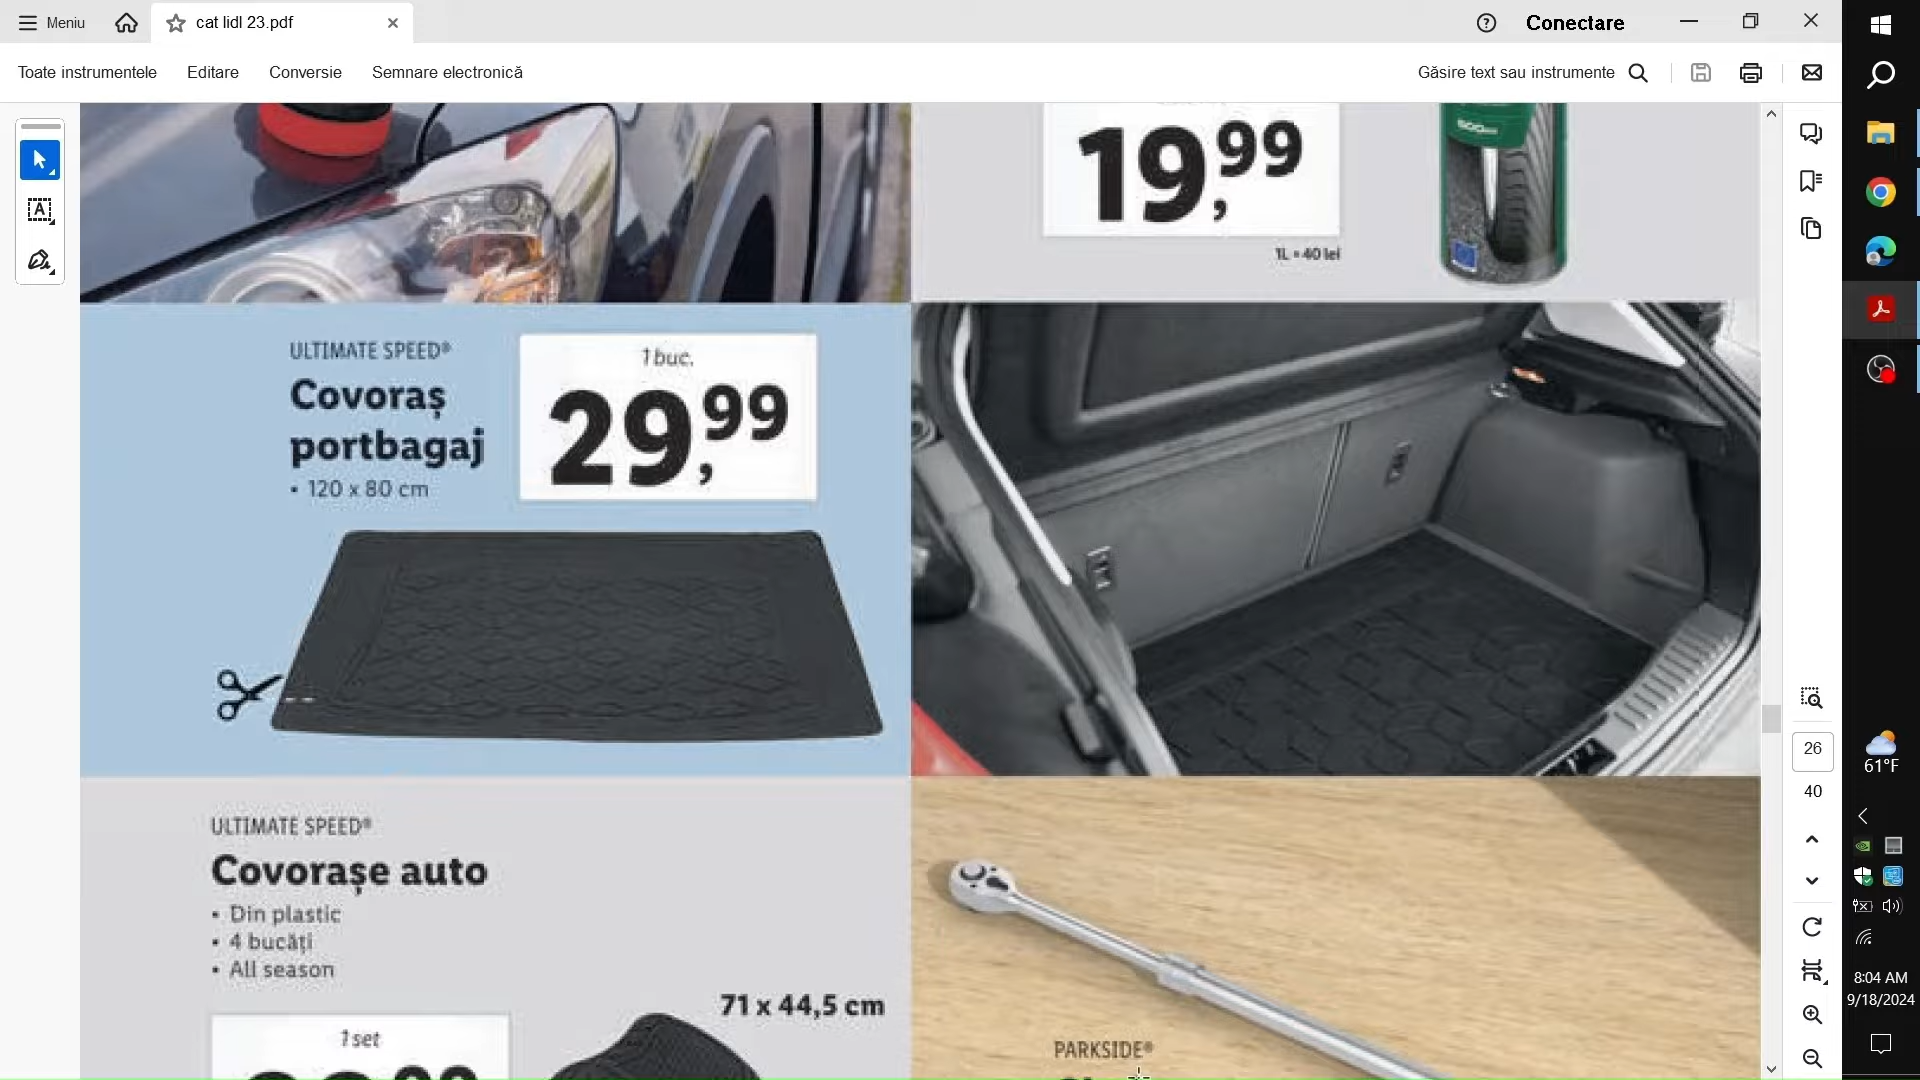 Meniu
cat lidl 23.pdf
Conectare
Toate instrumentele
Editare
Conversie
Semnare electronică
Găsire text sau instrumente
19,99
1L = 40 lei
ULTIMATE SPEED®
Covoraș
portbagaj
• 120 x 80 cm
1 buc.
29,99
ULTIMATE SPEED®
Covorașe auto
• Din plastic
• 4 bucăți
• All season
71 x 44,5 cm
1 set
PARKSIDE®
26
40
61°F
8:04 AM
9/18/2024